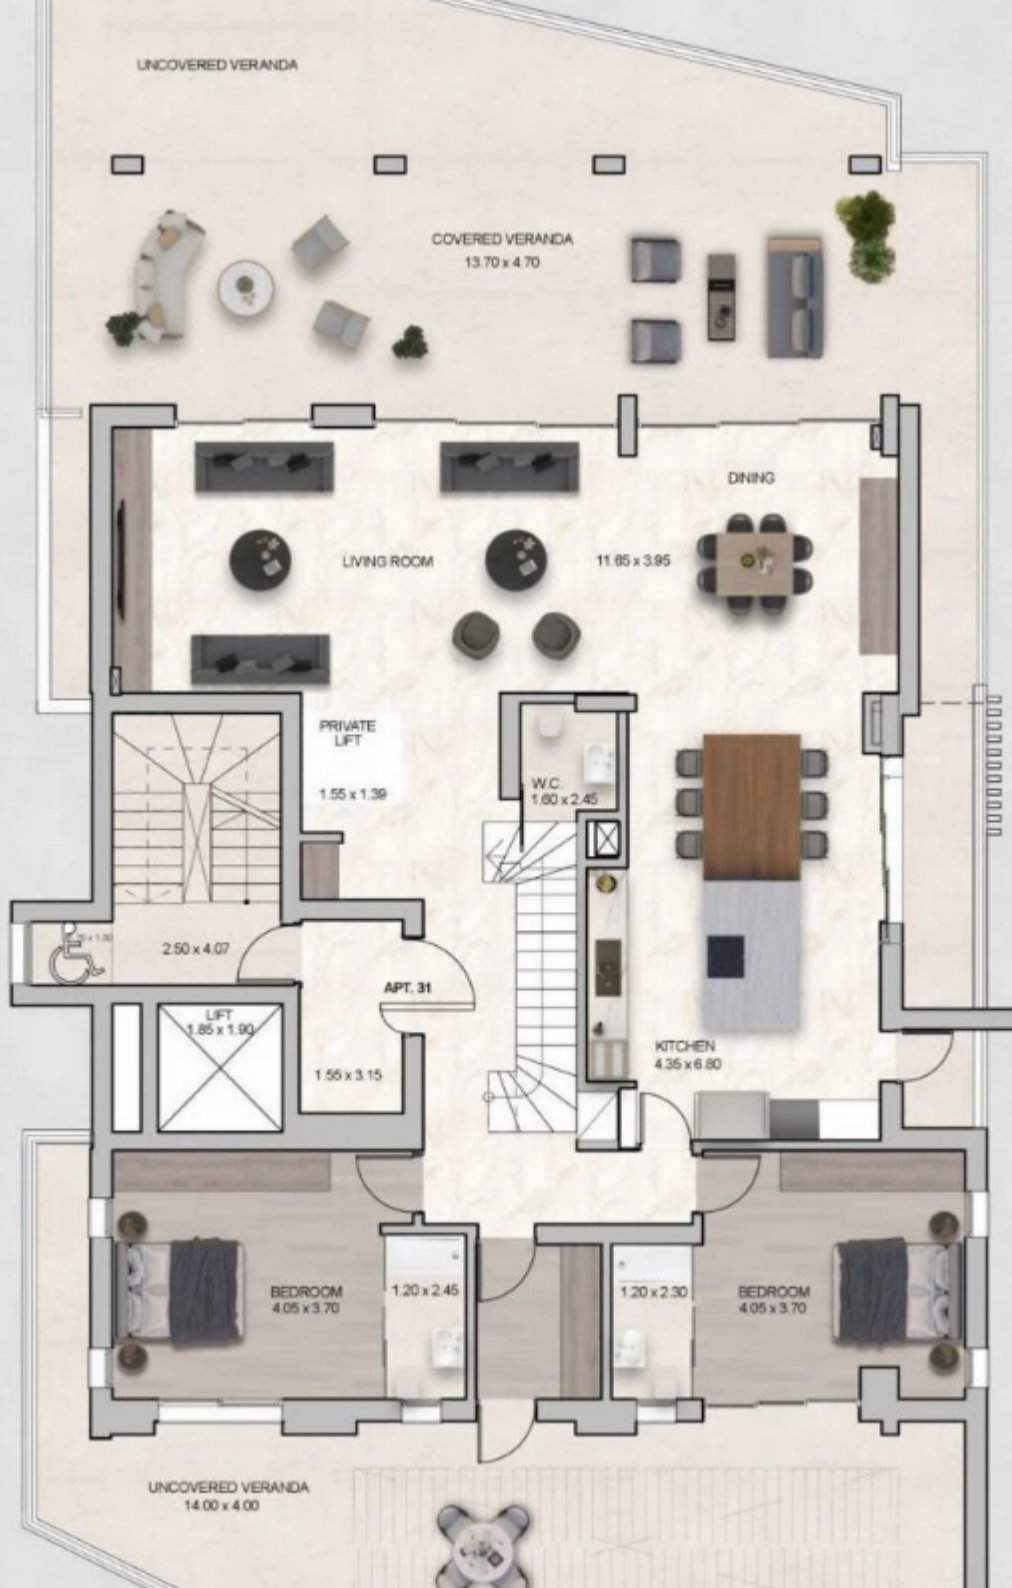 UNCOVERED VERANDA
COVERED VERANDA
13.70 x 4.70
DINING
LIVING ROOM
11.65 x 3.95
PRIVATE
LIFT
1.55 x 1.39
W.C.
1.60 x 2.45
2.50 x 4.07
APT. 31
LIFT
1.85 x 1.90
1.55 x 3.15
KITCHEN
4.35 x 6.80
BEDROOM
4.05 x 3.70
1.20 x 2.45
1.20 x 2.30
BEDROOM
4.05 x 3.70
UNCOVERED VERANDA
14.00 x 4.00